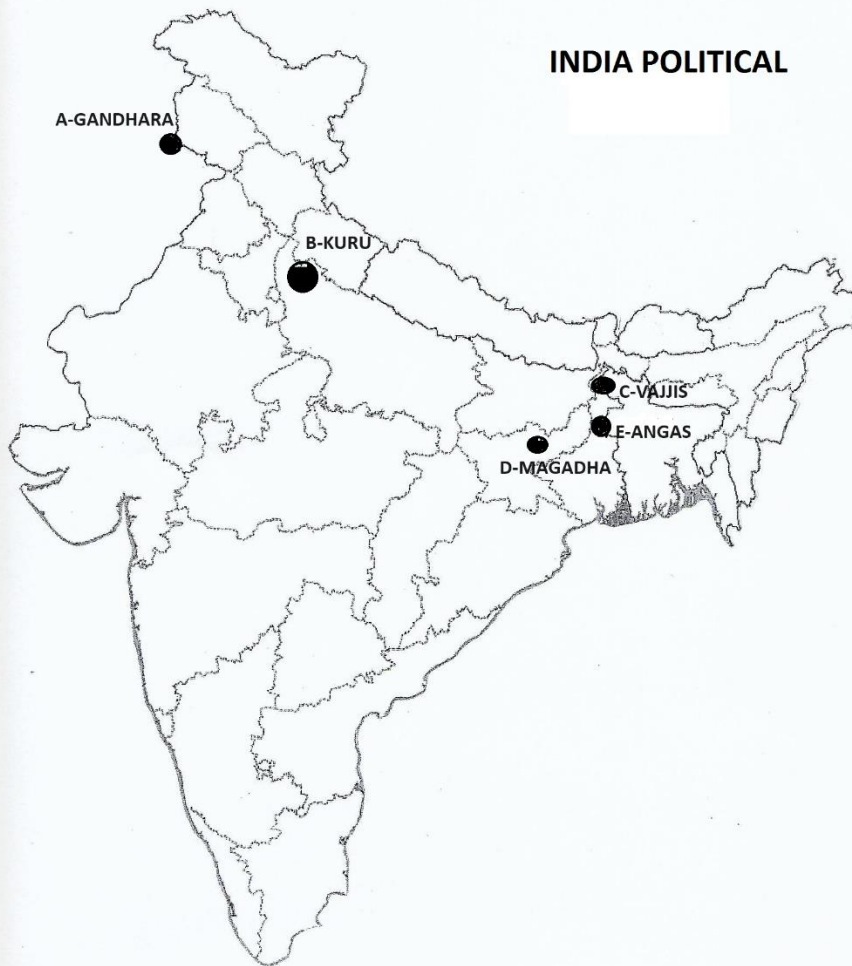 INDIA POLITICAL
A-GANDHARA
B-KURU
C-VAJJIS
E-ANGAS
D-MAGADHA